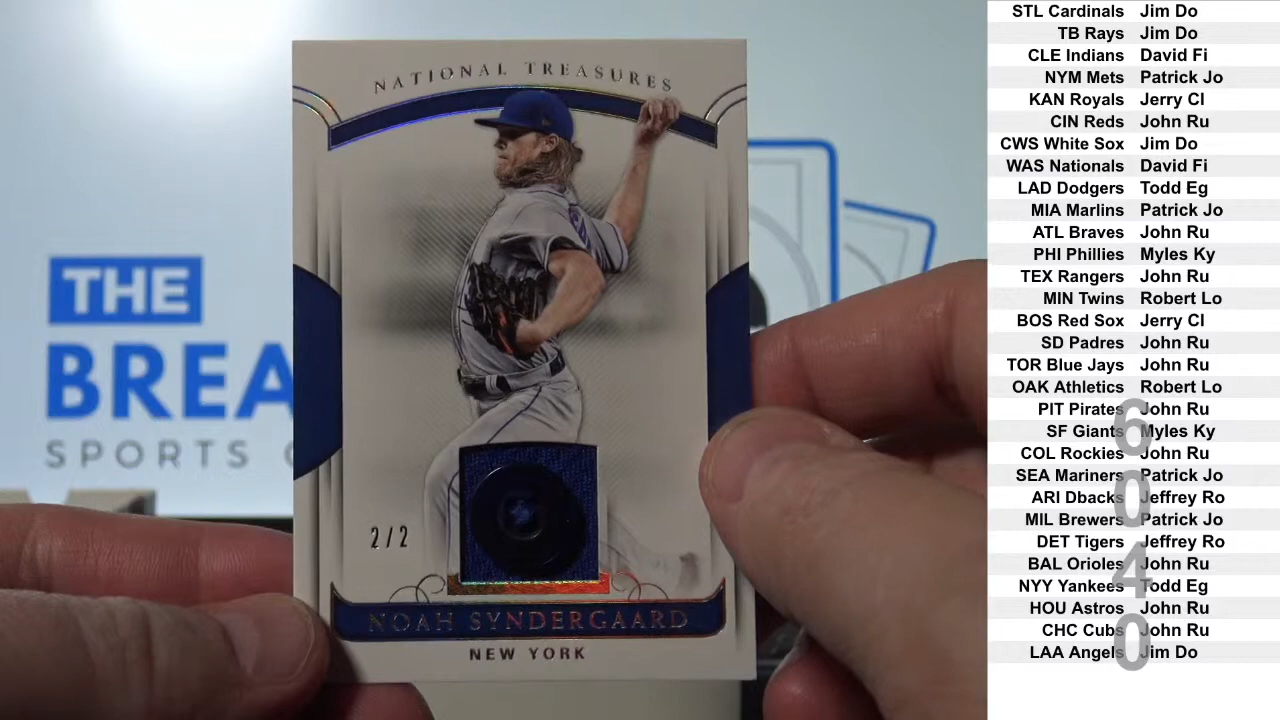 NATIONAL TREASURES
THE
BREA
SPORTS
2/2
NOAH SYNDERGAARD
NEW YORK
STL Cardinals Jim Do
TB Rays Jim Do
CLE Indians David Fi
NYM Mets Patrick Jo
KAN Royals Jerry Cl
CIN Reds John Ru
CWS White Sox Jim Do
WAS Nationals David Fi
LAD Dodgers Todd Eg
MIA Marlins Patrick Jo
ATL Braves John Ru
PHI Phillies Myles Ky
TEX Rangers John Ru
MIN Twins Robert Lo
BOS Red Sox Jerry Cl
SD Padres John Ru
TOR Blue Jays John Ru
OAK Athletics Robert Lo
PIT Pirates John Ru
SF Giants Myles Ky
COL Rockies John Ru
SEA Mariners Patrick Jo
ARI Dbacks Jeffrey Ro
MIL Brewers Patrick Jo
DET Tigers Jeffrey Ro
BAL Orioles John Ru
NYY Yankees Todd Eg
HOU Astros John Ru
CHC Cubs John Ru
LAA Angels Jim Do
6040